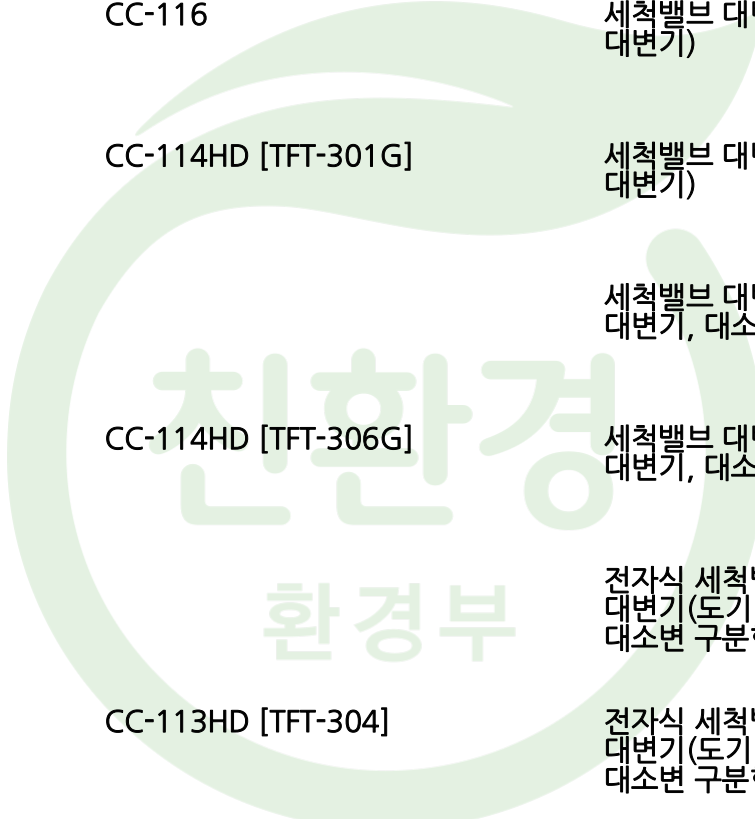 CC-116
세척밸브 대
대변기)
CC-114HD [TFT-301G]
세척밸브 대
대변기)
세척밸브 대
대변기, 대소
CC-114HD [TFT-306G]
세척밸브 대
대변기, 대소
전자식 세척
대변기(도기
대소변 구분
CC-113HD [TFT-304]
전자식 세척
대변기(도기
대소변 구분
친환경
환경부